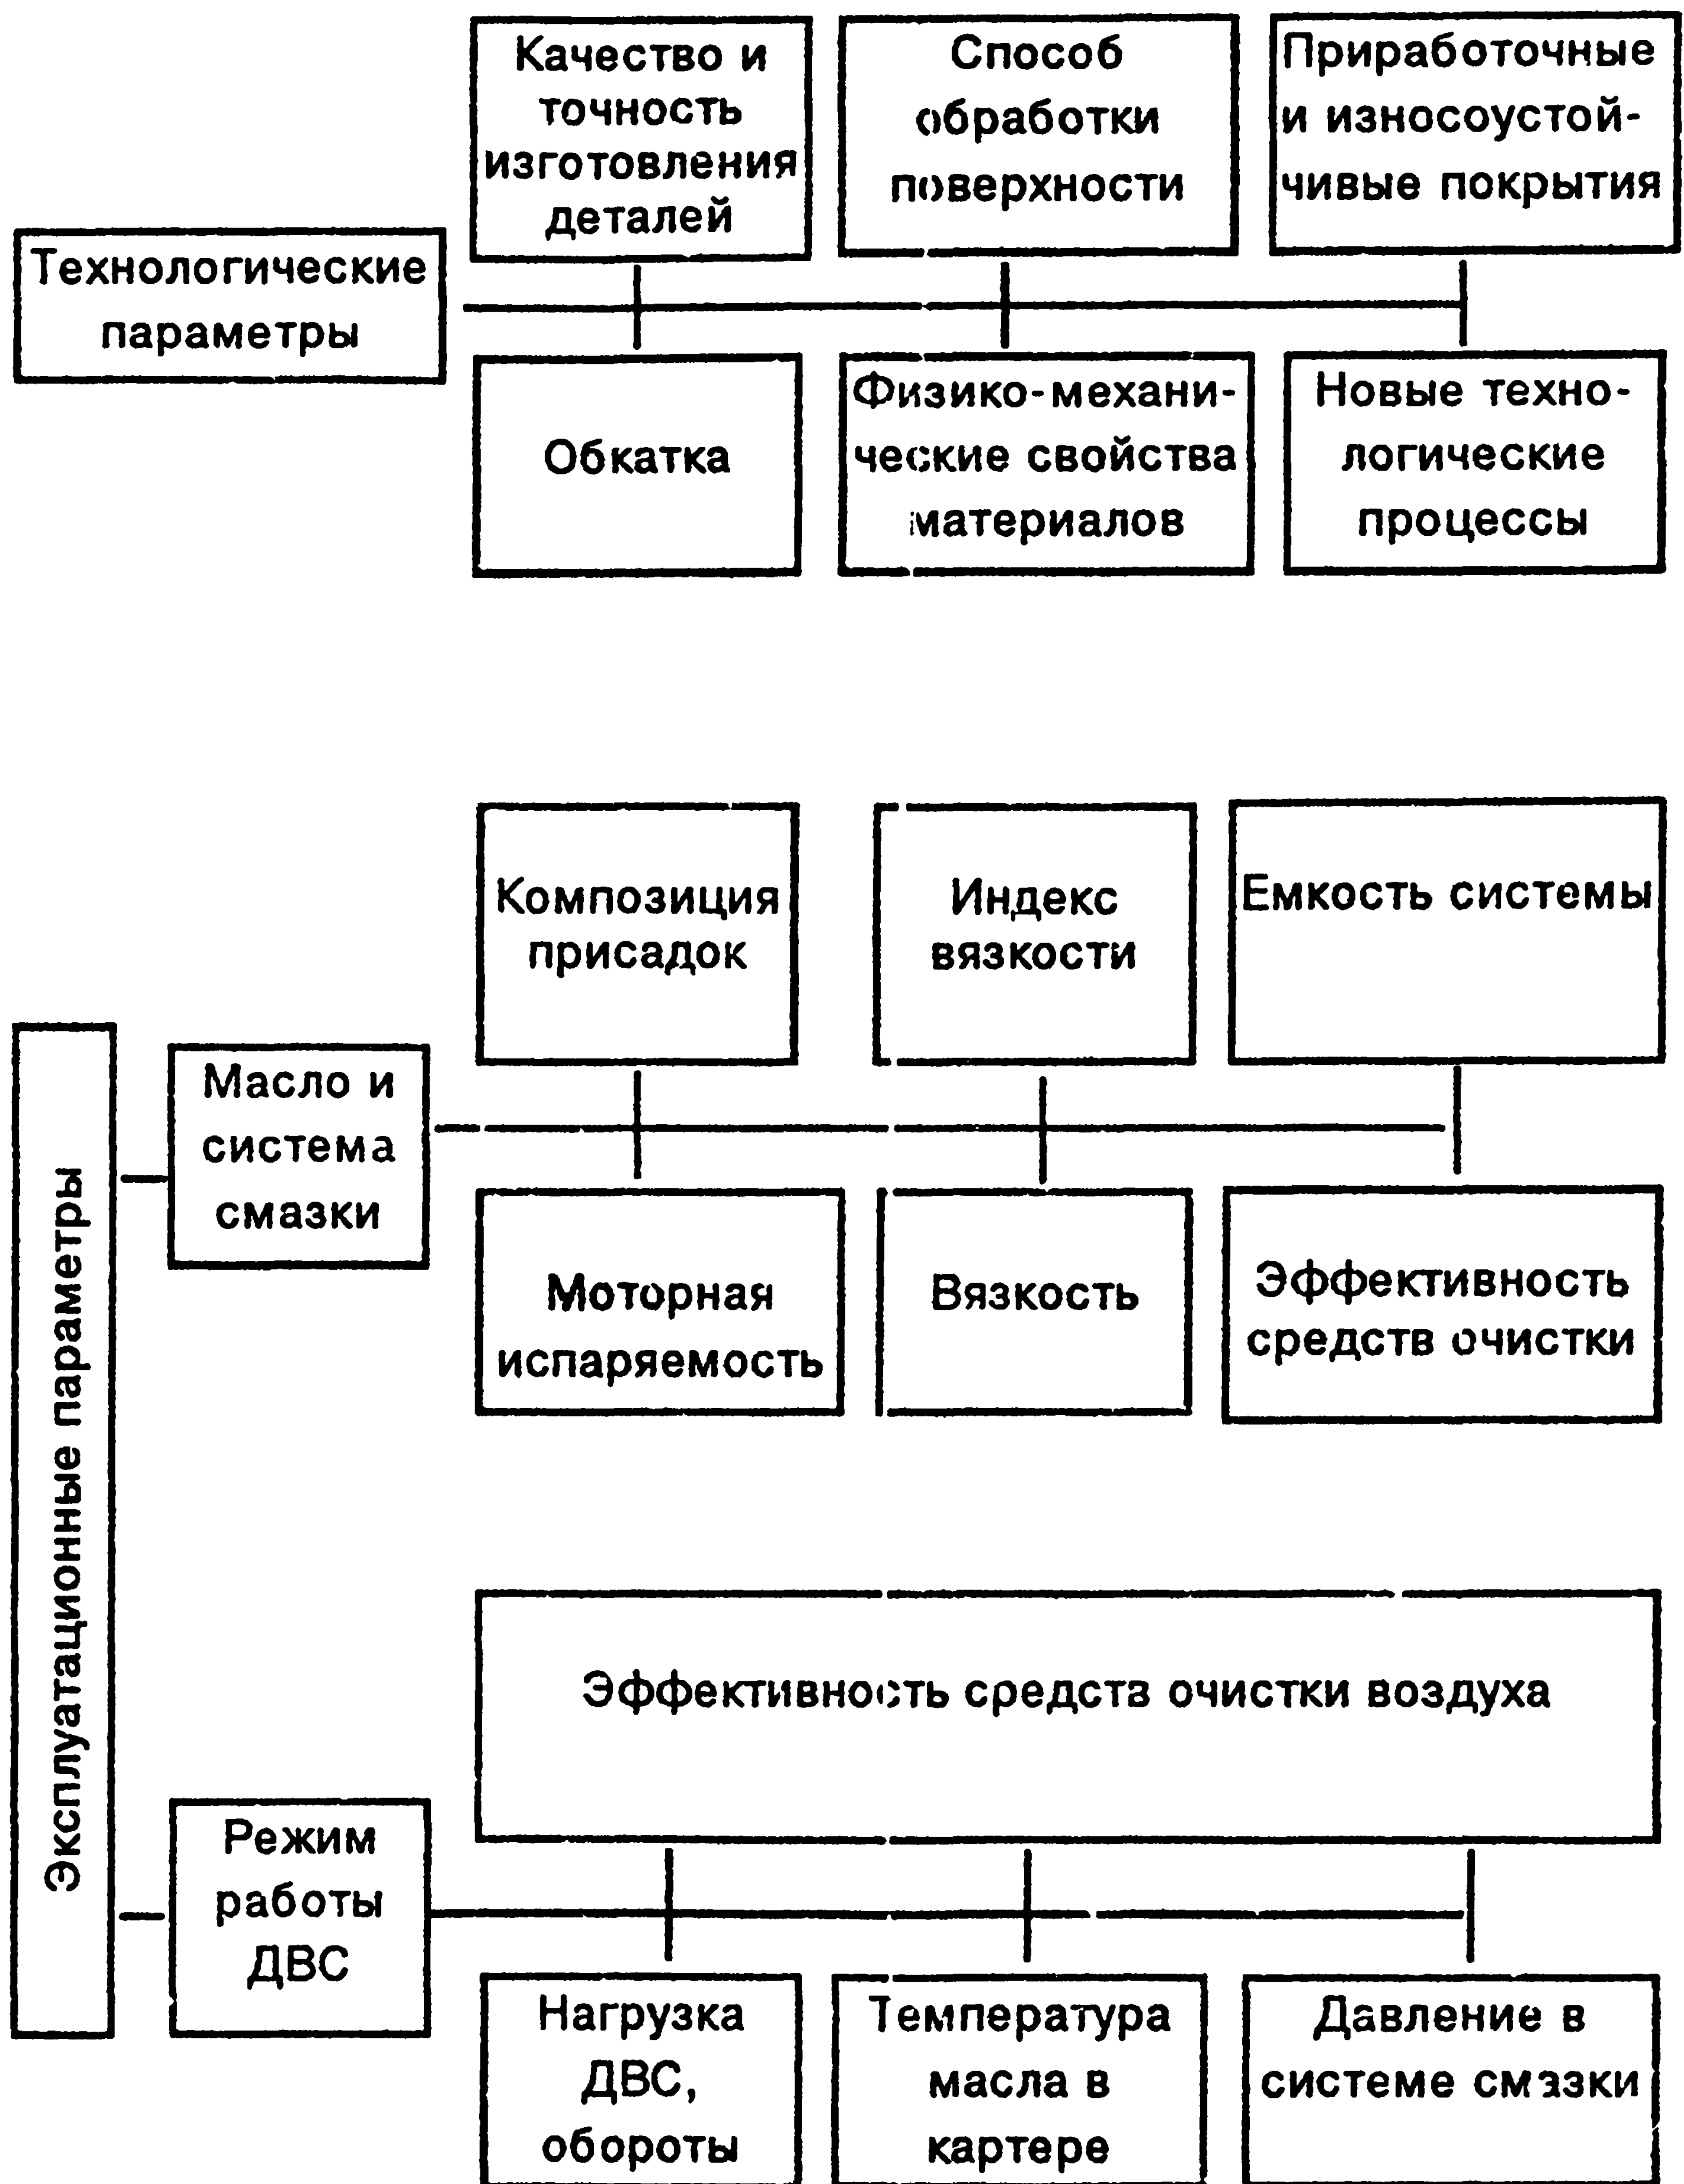 Качество и
точность
изготовления
деталей
Способ
обработки
поверхности
Приработочные
и износоустой-
чивые покрытия
Технологические
параметры
Обкатка
Физико-механи-
ческие свойства
материалов
Новые техно-
логические
процессы
Композиция
присадок
Индекс
вязкости
Емкость системы
Эксплуатационные параметры
Масло и
система
смазки
Моторная
испаряемость
Вязкость
Эффективность
средств очистки
Эффективность средств очистки воздуха
Режим
работы
ДВС
Нагрузка
ДВС,
обороты
Температура
масла в
картере
Давление в
системе смазки